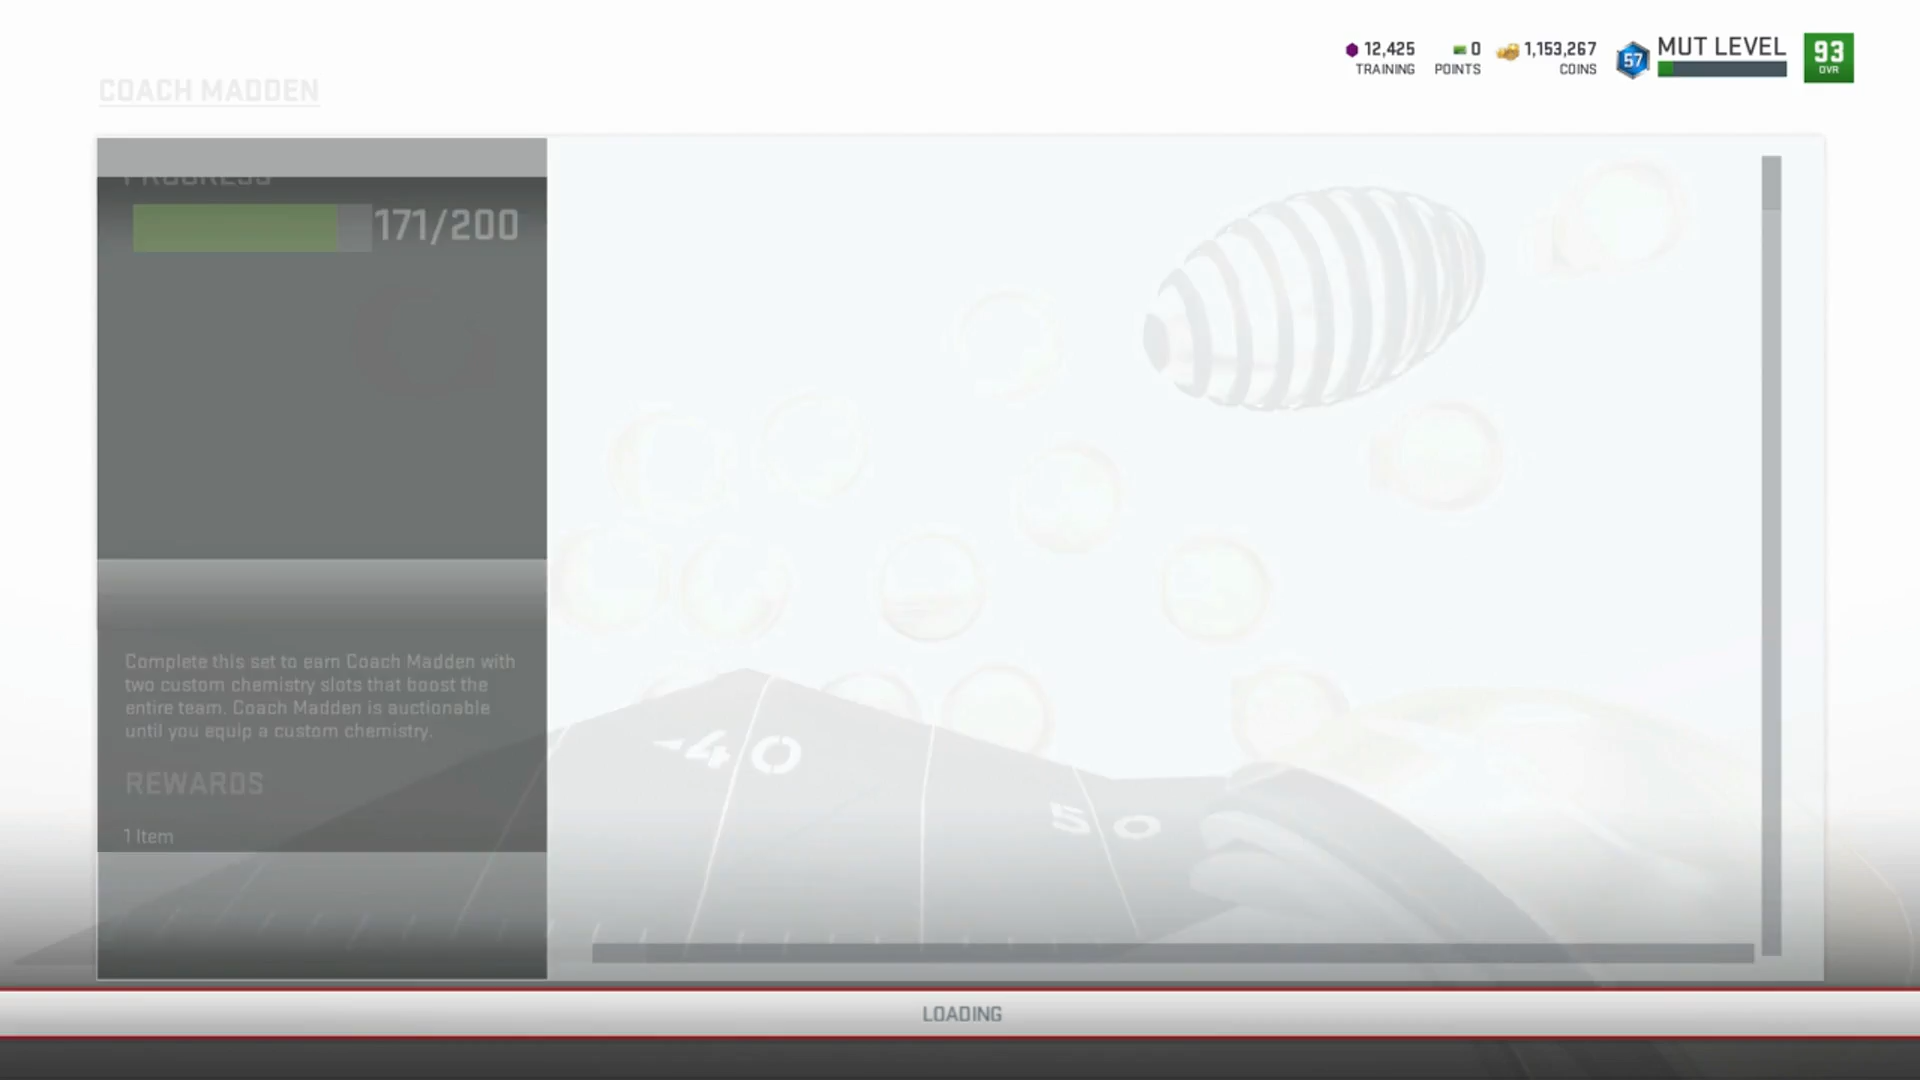 12,425
TRAINING
0
POINTS
1,153,267
COINS
57
MUT LEVEL
93
OVR
COACH MADDEN
PROGRESS
171/200
Complete this set to earn Coach Madden with
two custom chemistry slots that boost the
entire team. Coach Madden is auctionable
until you equip a custom chemistry.
REWARDS
1 Item
-40
50
LOADING